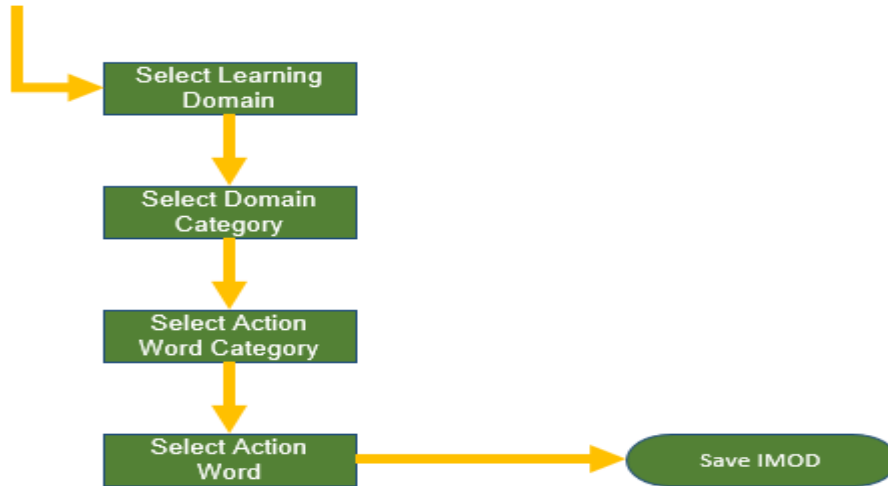 Select Learning
Domain
Select Domain
Category
Select Action
Word Category
Select Action
Word
Save IMOD